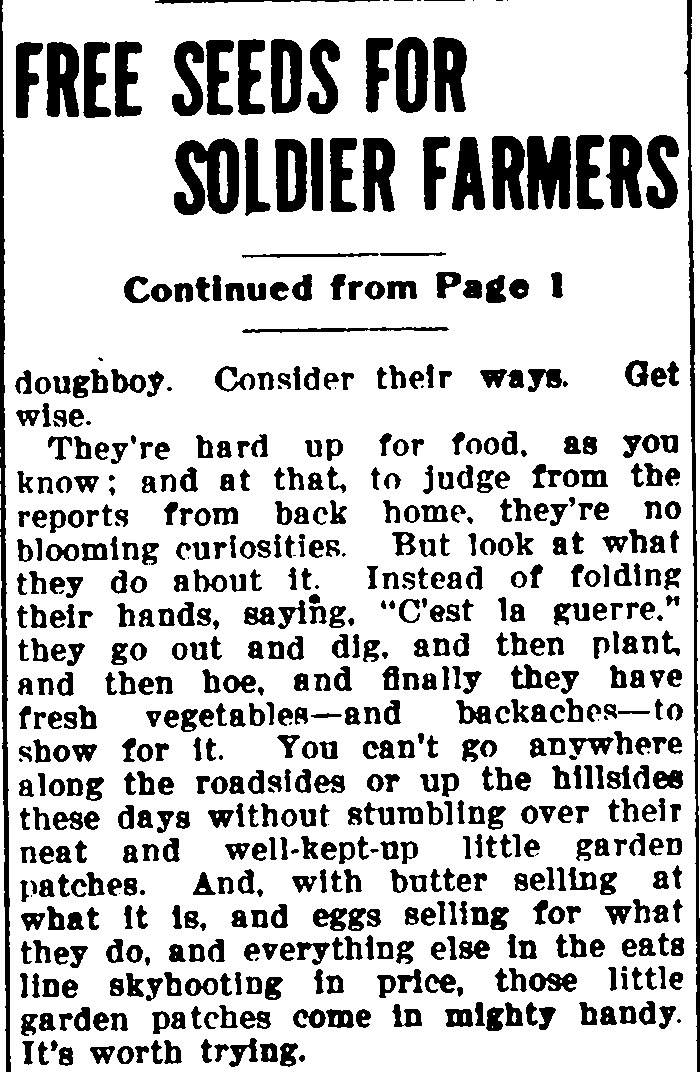 FREE SEEDS FOR
SOLDIER FARMERS
Continued from Page 1
doughboy. Consider their ways. Get
wise.
They're hard up for food, as you
know; and at that, to judge from the
reports from back home, they're no
blooming curiosities. But look at what
they do about it. Instead of folding
their hands, saying, "C'est la guerre,"
they go out and dig, and then plant,
and then hoe, and finally they have
fresh vegetables—and backaches—to
show for it. You can't go anywhere
along the roadsides or up the hillsides
these days without stumbling over their
neat and well-kept-up little garden
patches. And, with butter selling at
what it is, and eggs selling for what
they do, and everything else in the eats
line skyhooting in price, those little
garden patches come in mighty handy.
It's worth trying.